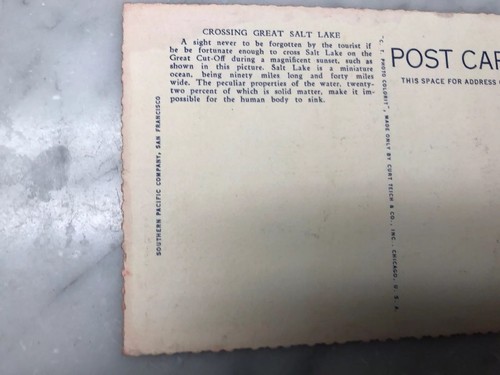 CROSSING GREAT SALT LAKE
A sight never to be forgotten by the tourist if
he be fortunate enough to cross Salt Lake on the
Great Cut-Off during a magnificent sunset, such as
shown in this picture. Salt Lake is a miniature
ocean, being ninety miles long and forty miles
wide. The peculiar properties of the water, twenty-
two percent of which is solid matter, make it im-
possible for the human body to sink.
SOUTHERN PACIFIC COMPANY, SAN FRANCISCO
"C. T. PHOTO COLORIT", MADE ONLY BY CURT TEICH & CO., INC., CHICAGO, U. S. A.
POST CAR
THIS SPACE FOR ADDRESS